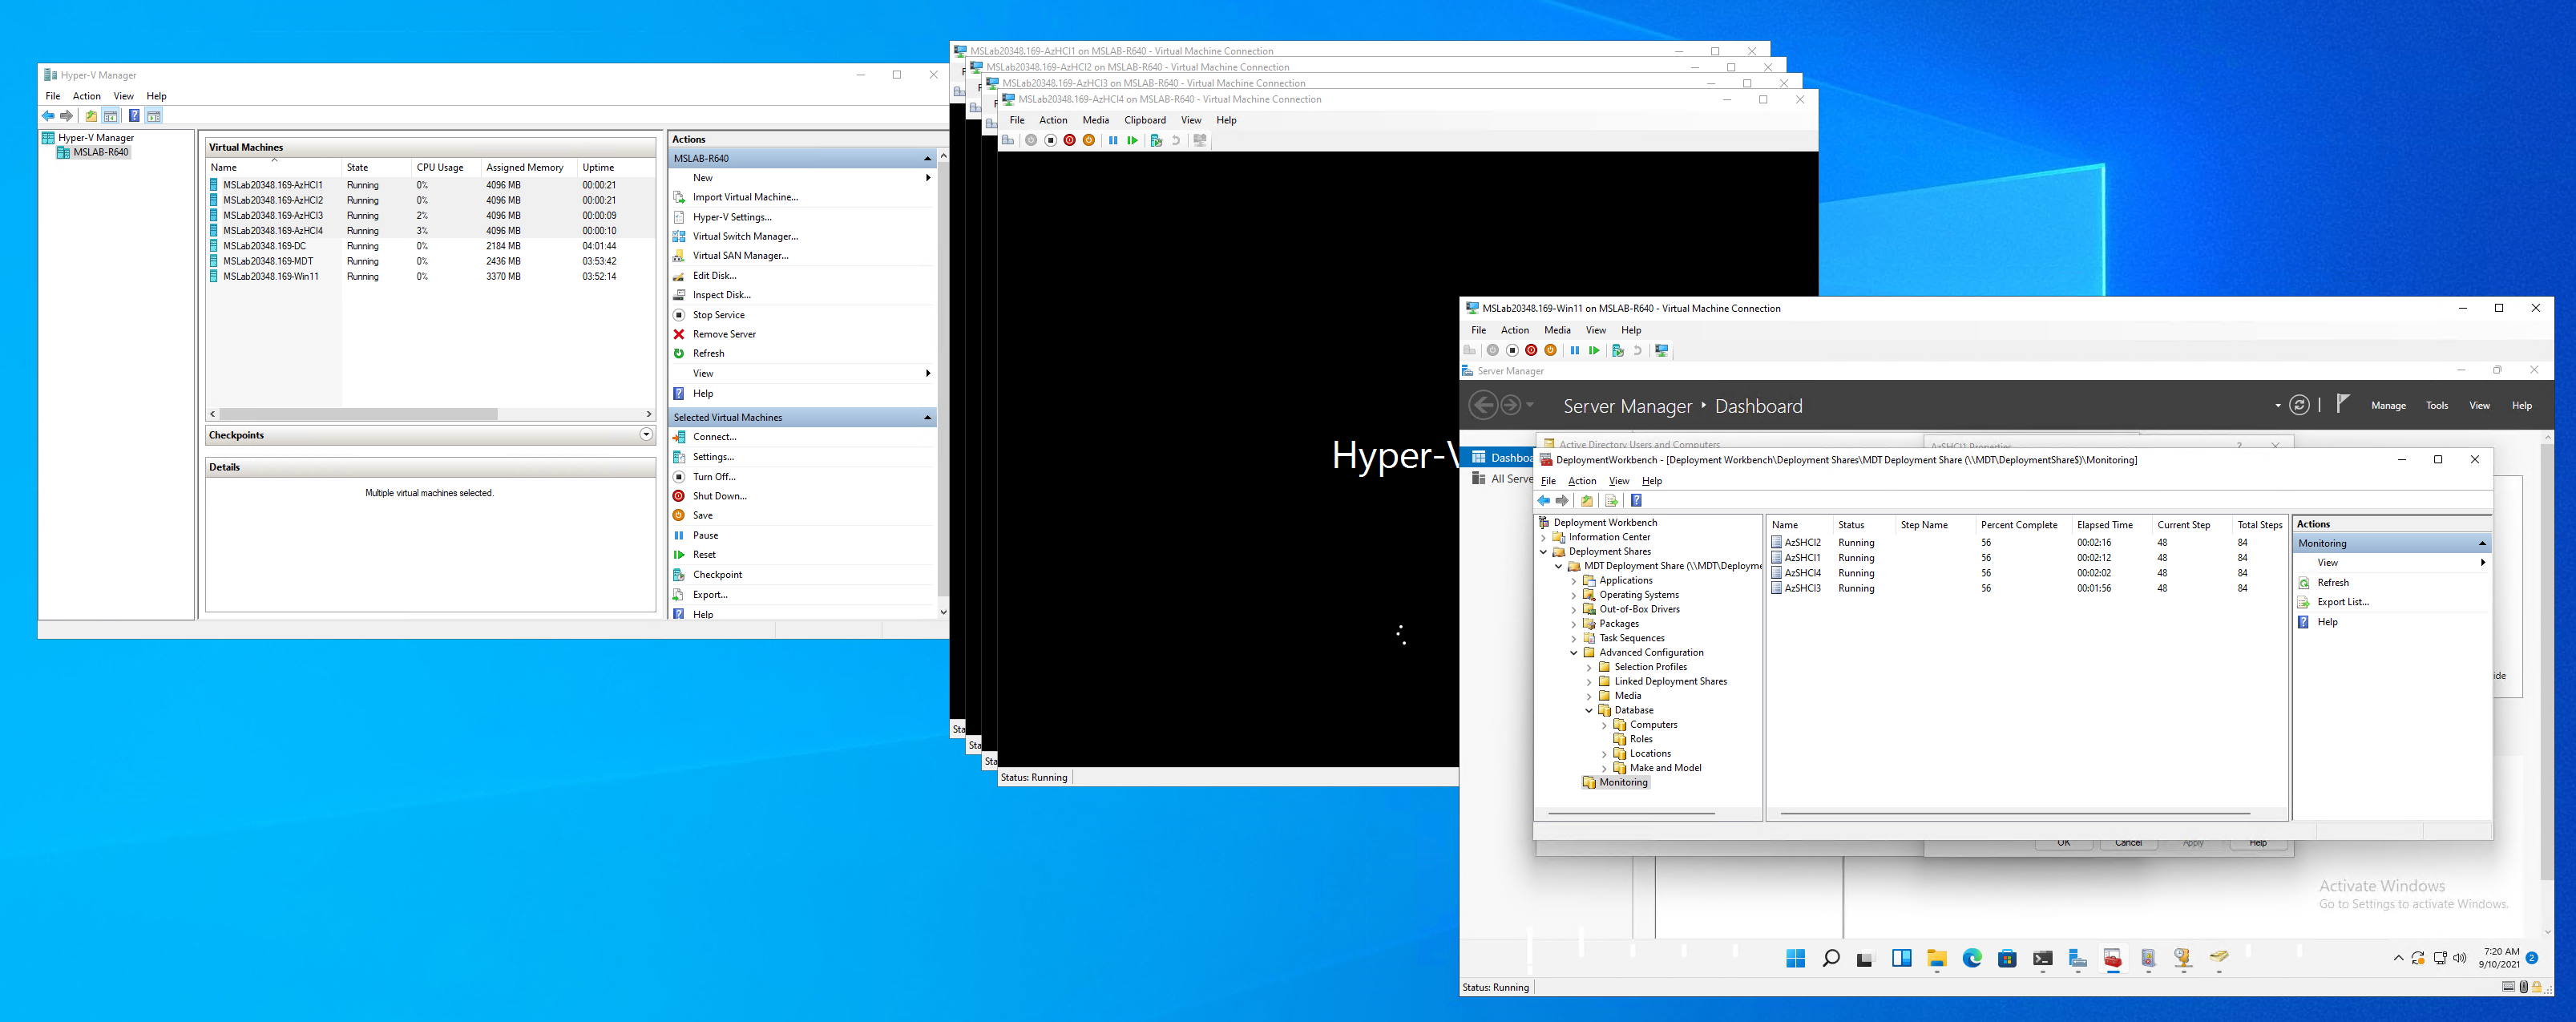 Hyper-V Manager
File Action View Help
Hyper-V Manager
MSLAB-R640
Virtual Machines
Name State CPU Usage Assigned Memory Uptime
MSLab20348.169-AzHCI1 Running 0% 4096 MB 00:00:21
MSLab20348.169-AzHCI2 Running 0% 4096 MB 00:00:21
MSLab20348.169-AzHCI3 Running 2% 4096 MB 00:00:09
MSLab20348.169-AzHCI4 Running 3% 4096 MB 00:00:10
MSLab20348.169-DC Running 0% 2184 MB 04:01:44
MSLab20348.169-MDT Running 0% 2436 MB 03:53:42
MSLab20348.169-Win11 Running 0% 3370 MB 03:52:14
Checkpoints
Details
Multiple virtual machines selected.
Actions
MSLAB-R640
New
Import Virtual Machine...
Hyper-V Settings...
Virtual Switch Manager...
Virtual SAN Manager...
Edit Disk...
Inspect Disk...
Stop Service
Remove Server
Refresh
View
Help
Selected Virtual Machines
Connect...
Settings...
Turn Off...
Shut Down...
Save
Pause
Reset
Checkpoint
Export...
Help
MSLab20348.169-AzHCI1 on MSLAB-R640 - Virtual Machine Connection
MSLab20348.169-AzHCI2 on MSLAB-R640 - Virtual Machine Connection
MSLab20348.169-AzHCI3 on MSLAB-R640 - Virtual Machine Connection
MSLab20348.169-AzHCI4 on MSLAB-R640 - Virtual Machine Connection
File Action Media Clipboard View Help
Hyper-V
Sta
Sta
Sta
Status: Running
MSLab20348.169-Win11 on MSLAB-R640 - Virtual Machine Connection
File Action Media View Help
Server Manager
Server Manager Dashboard
Manage Tools View Help
Dashboa
All Serve
Active Directory Users and Computers
AzSHCI1 Properties
DeploymentWorkbench - [Deployment Workbench\Deployment Shares\MDT Deployment Share (\\MDT\DeploymentShare$)\Monitoring]
File Action View Help
Deployment Workbench
Information Center
Deployment Shares
MDT Deployment Share (\\MDT\Deployme
Applications
Operating Systems
Out-of-Box Drivers
Packages
Task Sequences
Advanced Configuration
Selection Profiles
Linked Deployment Shares
Media
Database
Computers
Roles
Locations
Make and Model
Monitoring
Name Status Step Name Percent Complete Elapsed Time Current Step Total Steps
AzSHCI2 Running 56 00:02:16 48 84
AzSHCI1 Running 56 00:02:12 48 84
AzSHCI4 Running 56 00:02:02 48 84
AzSHCI3 Running 56 00:01:56 48 84
Actions
Monitoring
View
Refresh
Export List...
Help
ide
OK Cancel Apply Help
Activate Windows
Go to Settings to activate Windows.
7:20 AM
9/10/2021
2
Status: Running